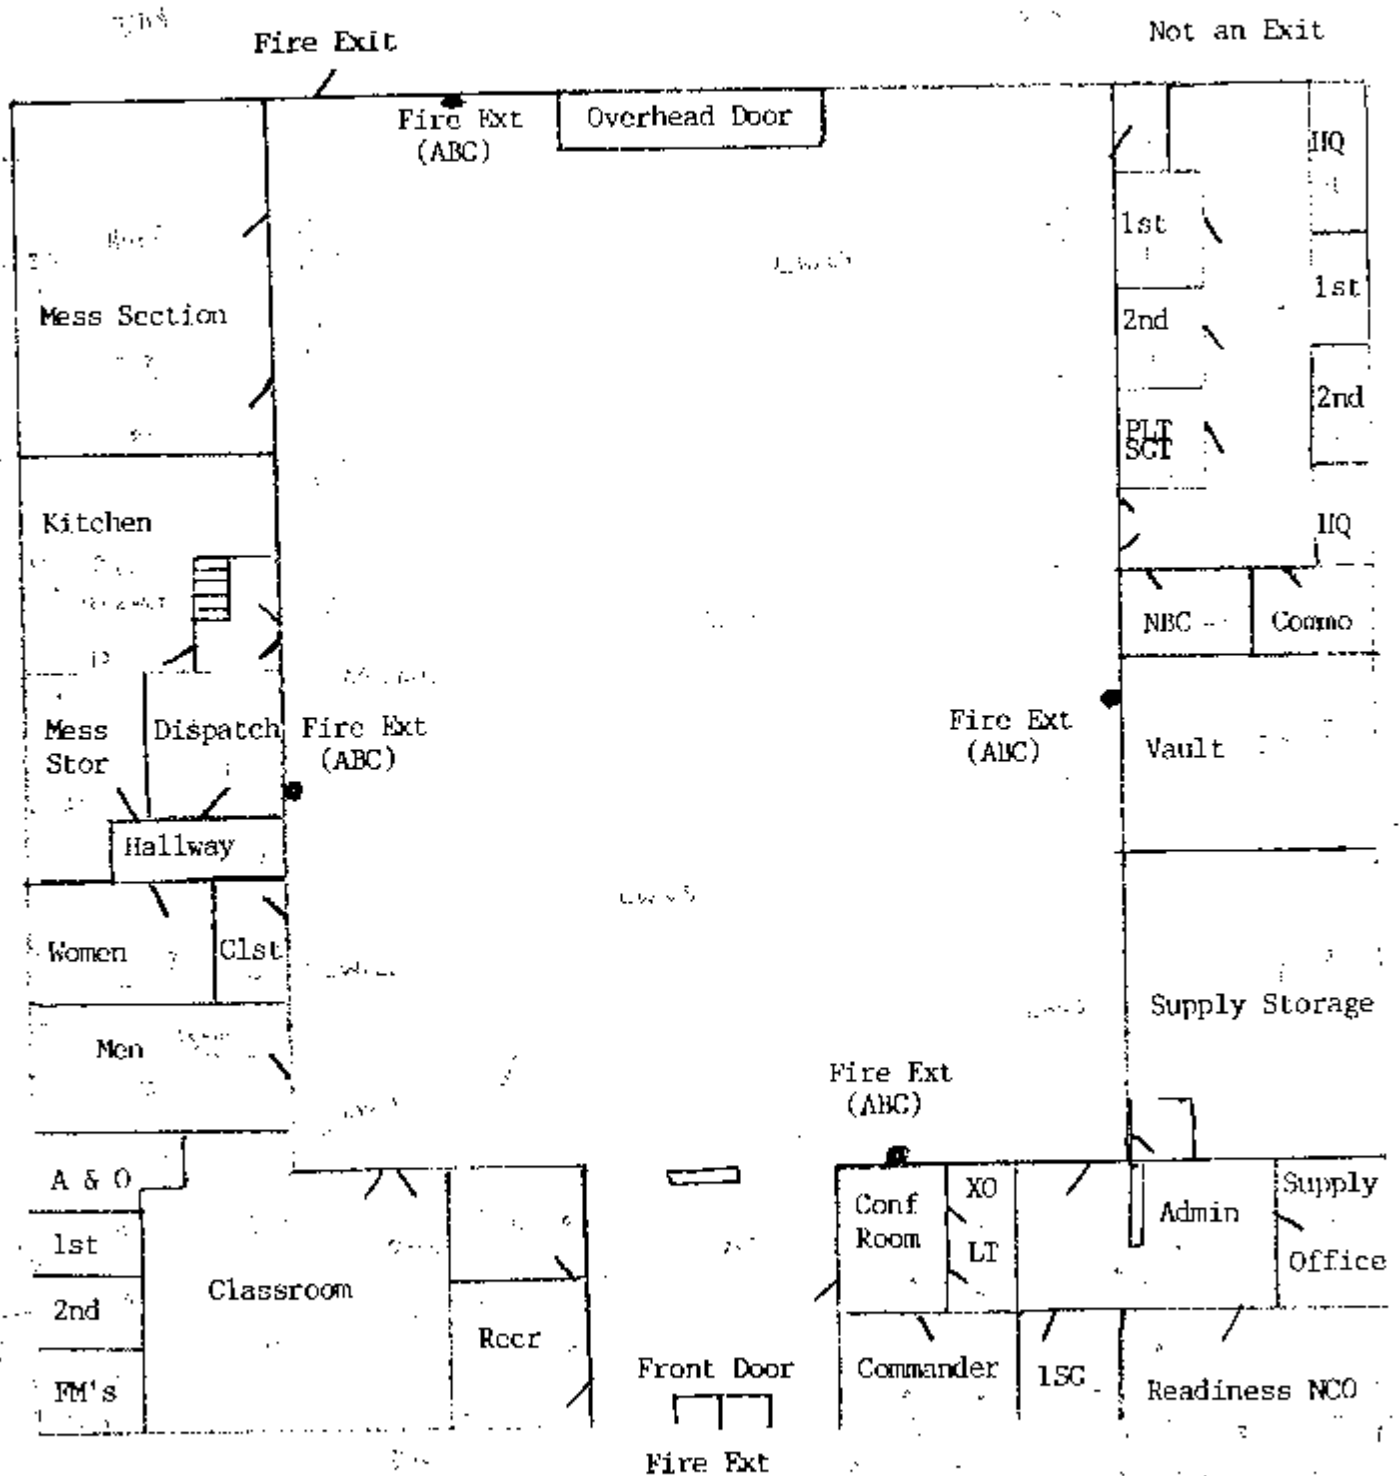 Fire Exit
Not an Exit
Fire Ext
(ABC)
Overhead Door
HQ
1st
1st
Mess Section
2nd
2nd
PLT
SGT
HQ
Kitchen
NBC
Commo
Mess
Stor
Dispatch
Fire Ext
(ABC)
Fire Ext
(ABC)
Vault
Hallway
Women
Clst
Supply Storage
Men
Fire Ext
(ABC)
A & O
1st
2nd
FM's
Classroom
Recr
Conf
Room
XO
LT
Admin
Supply
Office
Front Door
Commander
1SG
Readiness NCO
Fire Ext